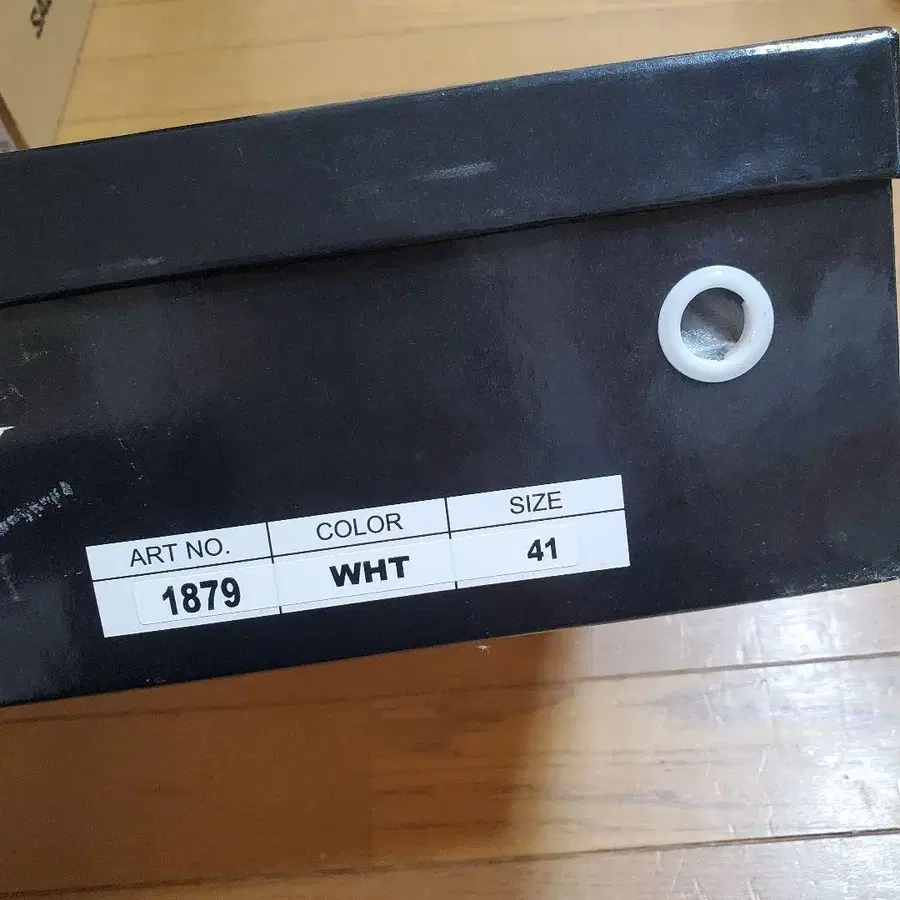 ART NO. COLOR SIZE
1879 WHT 41